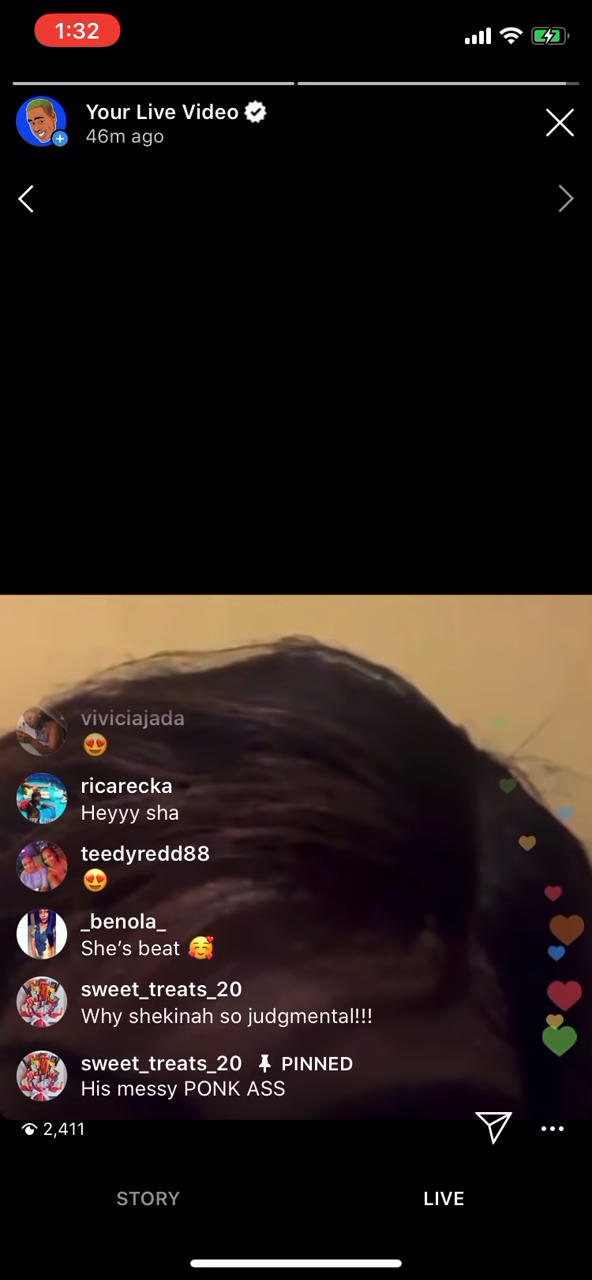 1:32
Your Live Video
46m ago
viviciajada
😍
ricarecka
Heyyy sha
teedyredd88
😍
_benola_
She's beat 🥰
sweet_treats_20
Why shekinah so judgmental!!!
sweet_treats_20 PINNED
His messy PONK ASS
2,411
STORY LIVE